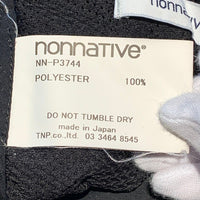 nonnative®
NN-P3744
POLYESTER 100%
DO NOT TUMBLE DRY
made in Japan
TNP.co.,ltd. 03 3464 8545